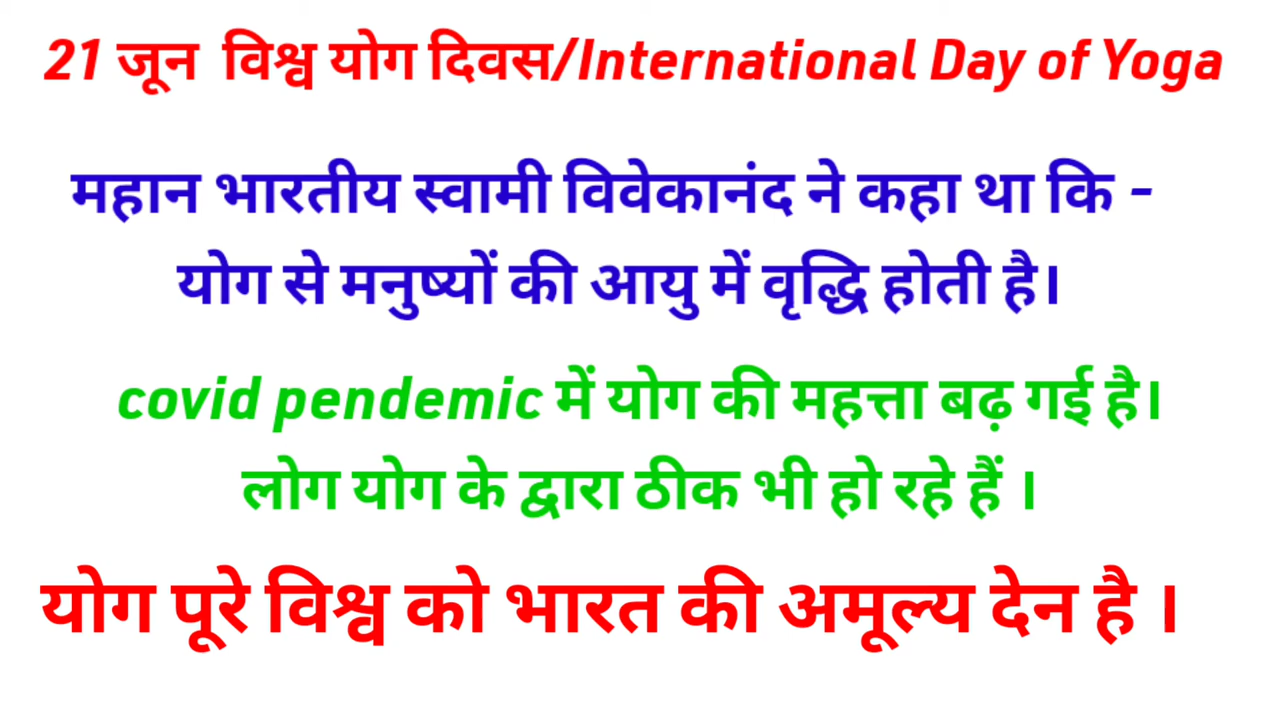 21 जून विश्व योग दिवस/International Day of Yoga
महान भारतीय स्वामी विवेकानंद ने कहा था कि -
योग से मनुष्यों की आयु में वृद्धि होती है।
covid pendemic में योग की महत्ता बढ़ गई है।
लोग योग के द्वारा ठीक भी हो रहे हैं ।
योग पूरे विश्व को भारत की अमूल्य देन है ।